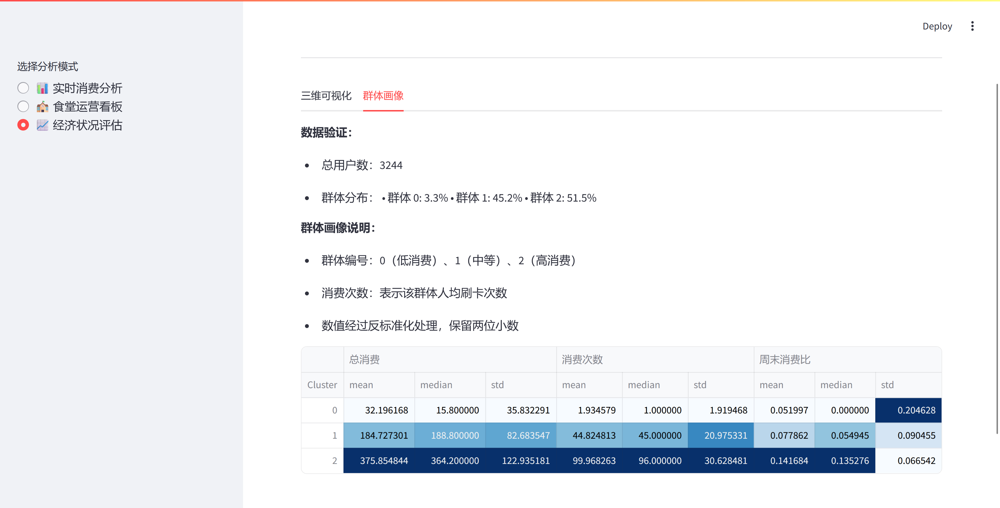 Deploy
选择分析模式
实时消费分析
食堂运营看板
经济状况评估
三维可视化 群体画像
数据验证：
• 总用户数：3244
• 群体分布： • 群体 0: 3.3% • 群体 1: 45.2% • 群体 2: 51.5%
群体画像说明：
• 群体编号：0（低消费）、1（中等）、2（高消费）
• 消费次数：表示该群体人均刷卡次数
• 数值经过反标准化处理，保留两位小数
总消费 消费次数 周末消费比
Cluster mean median std mean median std mean median std
0 32.196168 15.800000 35.832291 1.934579 1.000000 1.919468 0.051997 0.000000 0.204628
1 184.727301 188.800000 82.683547 44.824813 45.000000 20.975331 0.077862 0.054945 0.090455
2 375.854844 364.200000 122.935181 99.968263 96.000000 30.628481 0.141684 0.135276 0.066542